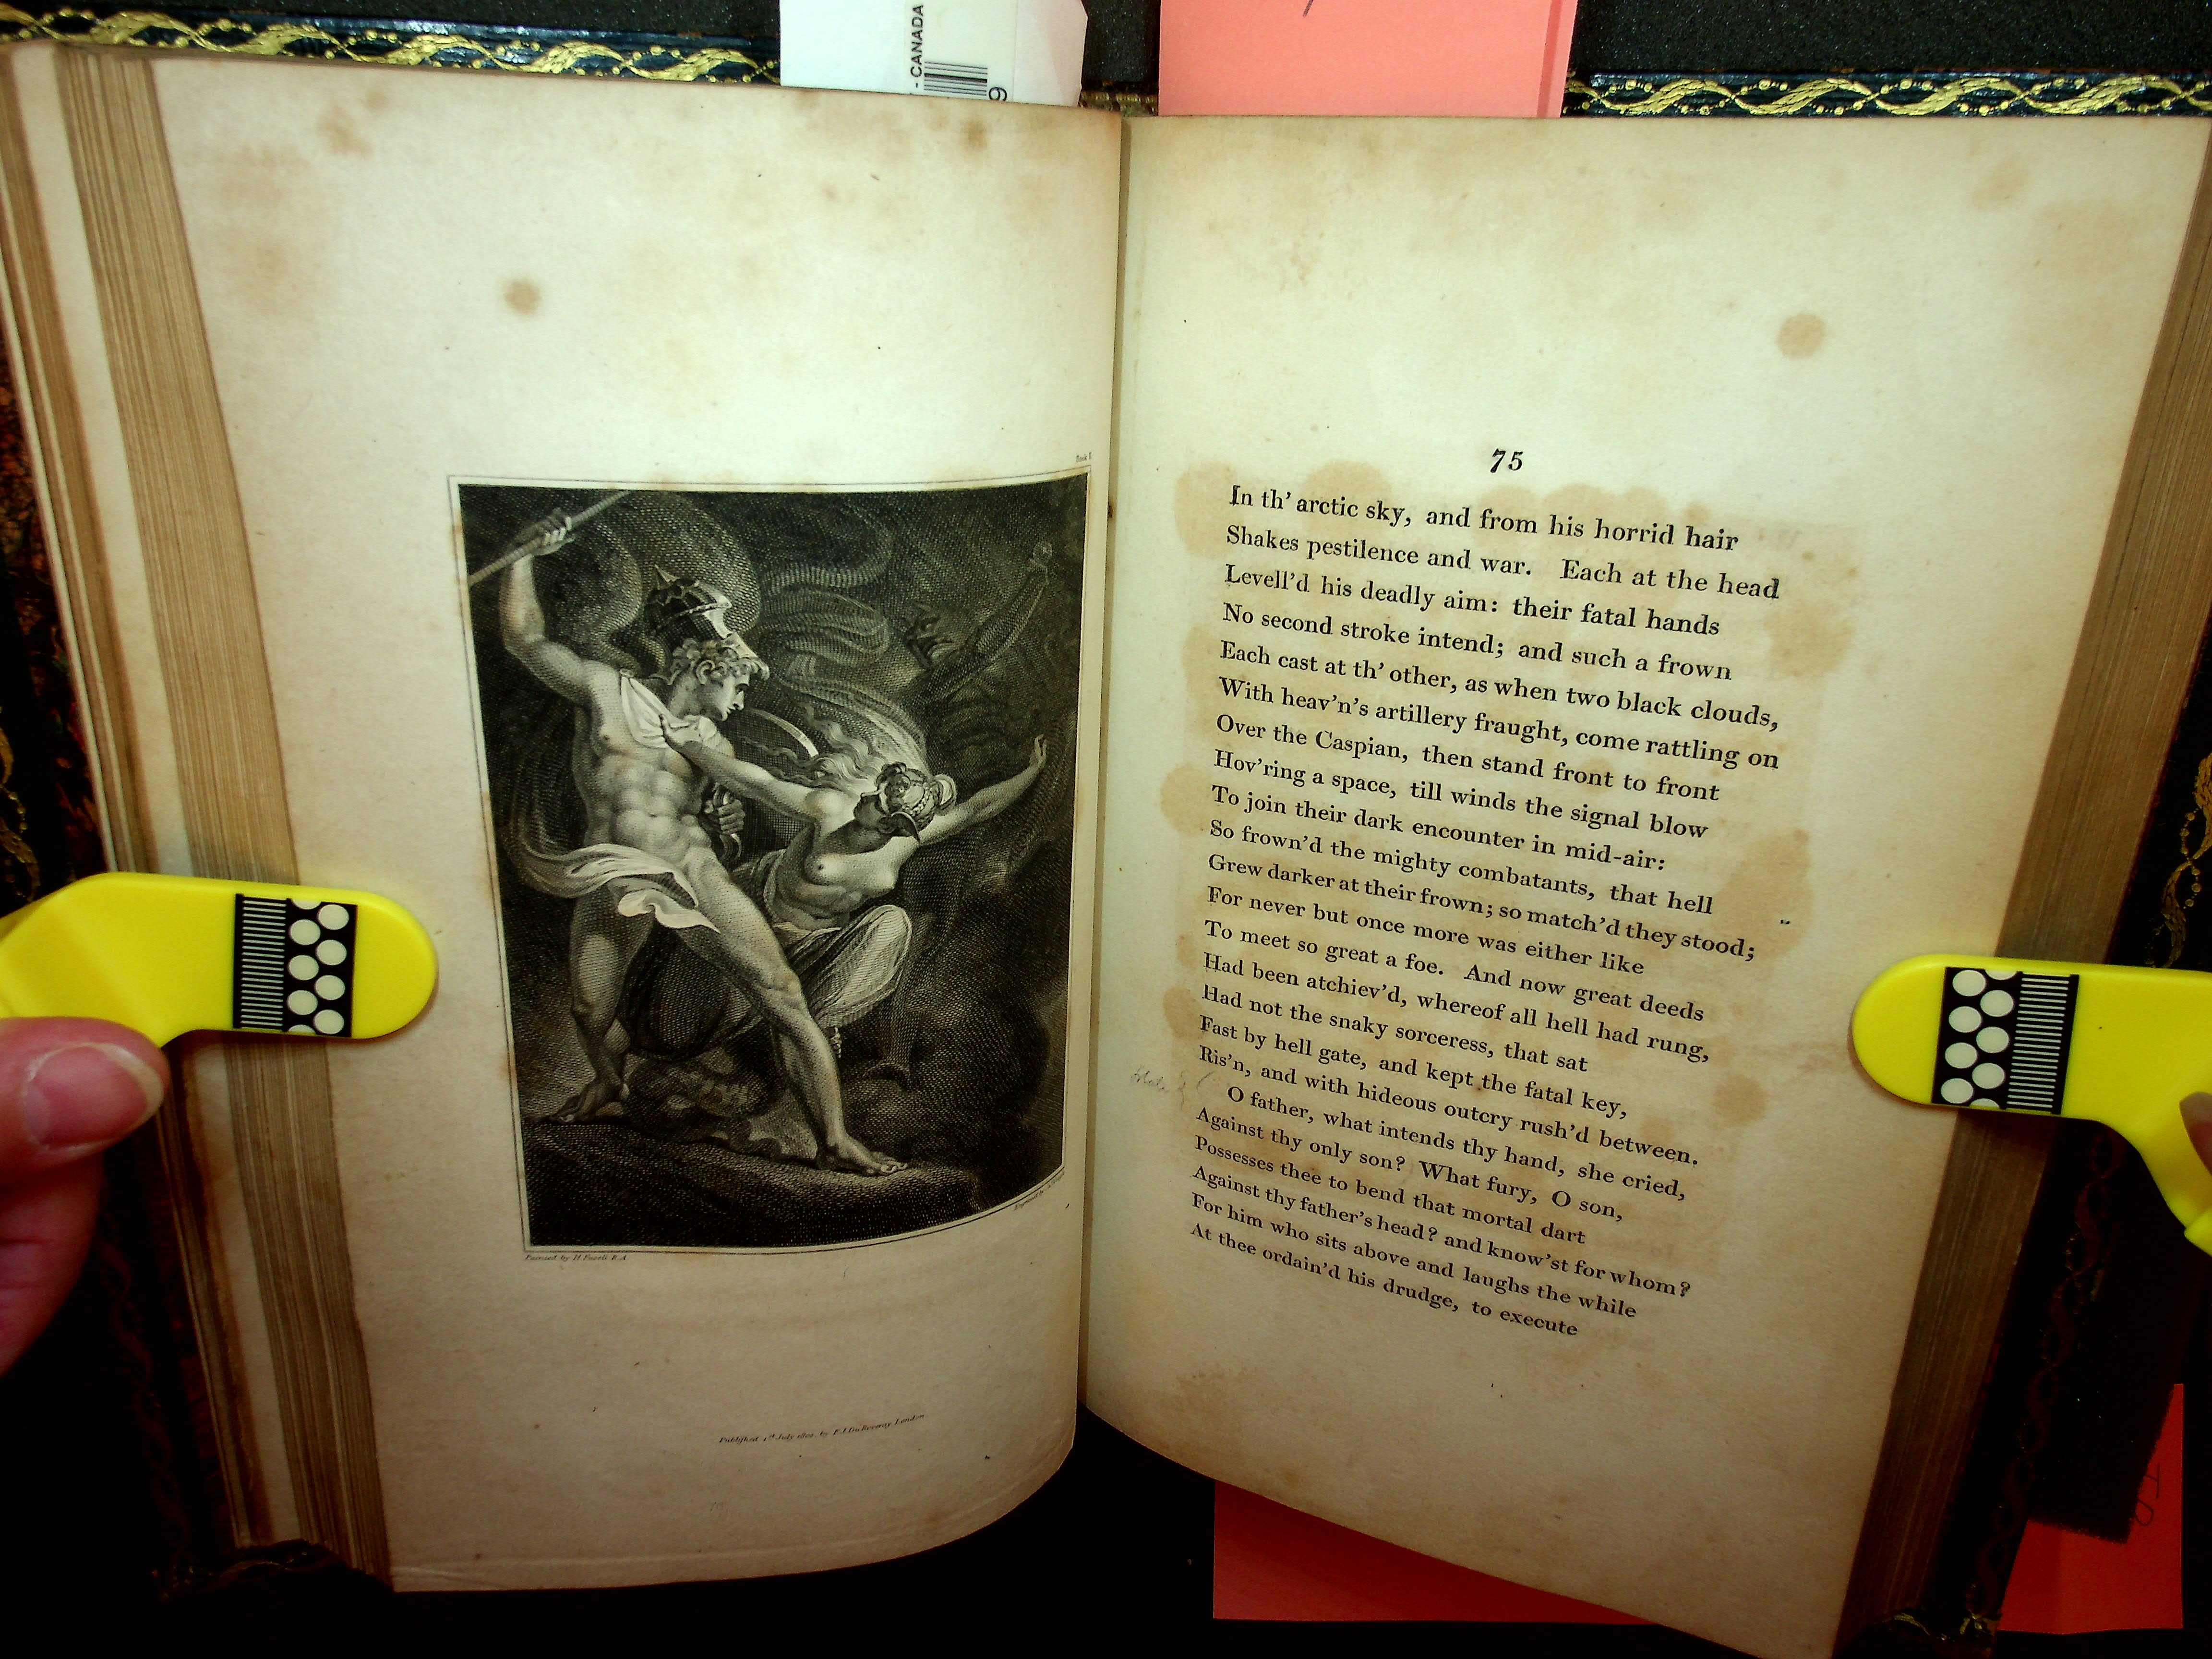 - CANADA
9
Book I
Painted by H. Fuseli R.A
Published 1st July 1802 by F.J. Du Roveray, London
75
In th' arctic sky, and from his horrid hair
Shakes pestilence and war. Each at the head
Levell'd his deadly aim: their fatal hands
No second stroke intend; and such a frown
Each cast at th' other, as when two black clouds,
With heav'n's artillery fraught, come rattling on
Over the Caspian, then stand front to front
Hov'ring a space, till winds the signal blow
To join their dark encounter in mid-air:
So frown'd the mighty combatants, that hell
Grew darker at their frown; so match'd they stood;
For never but once more was either like
To meet so great a foe. And now great deeds
Had been atchiev'd, whereof all hell had rung,
Had not the snaky sorceress, that sat
Fast by hell gate, and kept the fatal key,
Ris'n, and with hideous outcry rush'd between.
O father, what intends thy hand, she cried,
Against thy only son? What fury, O son,
Possesses thee to bend that mortal dart
Against thy father's head? and know'st for whom?
For him who sits above and laughs the while
At thee ordain'd his drudge, to execute